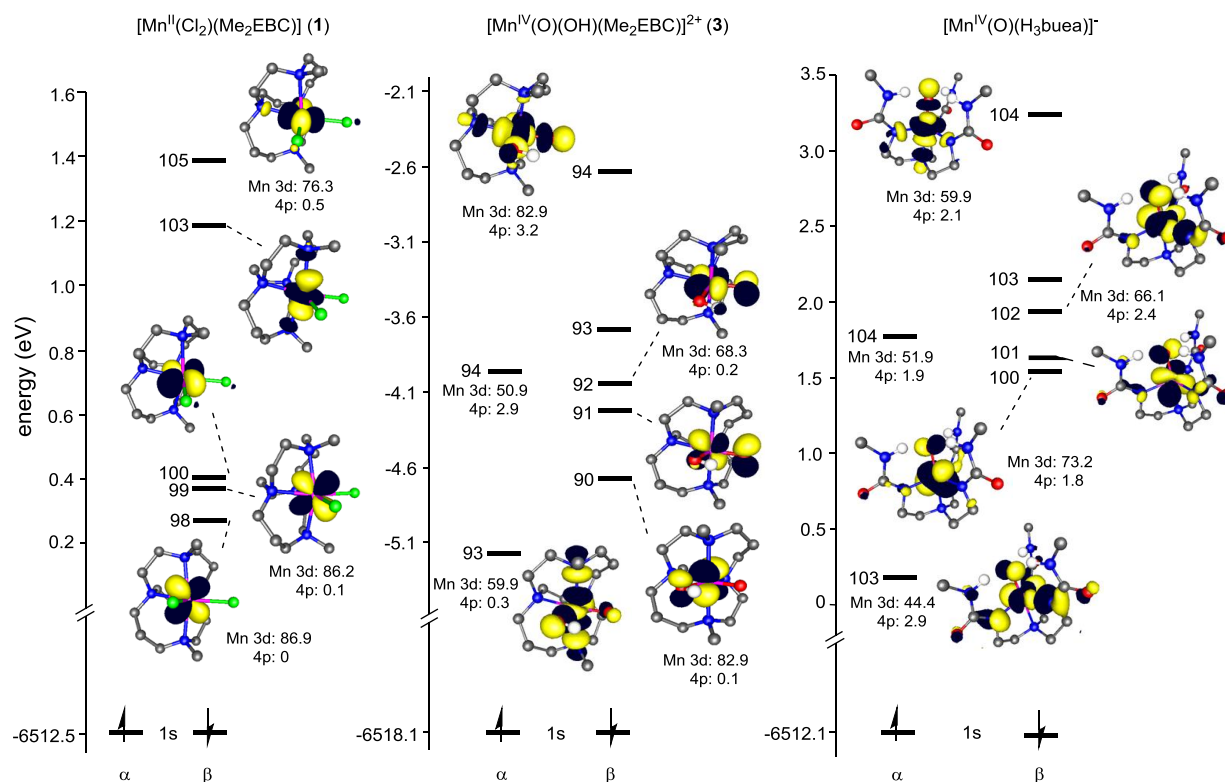 [Mn^II(Cl₂)(Me₂EBC)] (1)
1.6
1.4
1.2
1.0
0.8
0.6
0.4
0.2
-6512.5
energy (eV)
105
Mn 3d: 76.3
4p: 0.5
103
100
99
98
Mn 3d: 86.2
4p: 0.1
Mn 3d: 86.9
4p: 0
1s
α
β
[Mn^IV(O)(OH)(Me₂EBC)]²⁺ (3)
-2.1
-2.6
-3.1
-3.6
-4.1
-4.6
-5.1
-6518.1
94
Mn 3d: 82.9
4p: 3.2
93
Mn 3d: 68.3
4p: 0.2
94
Mn 3d: 50.9
4p: 2.9
92
91
90
93
Mn 3d: 59.9
4p: 0.3
Mn 3d: 82.9
4p: 0.1
1s
α
β
[Mn^IV(O)(H₃buea)]⁻
3.5
3.0
2.5
2.0
1.5
1.0
0.5
0
-6512.1
104
Mn 3d: 59.9
4p: 2.1
103
Mn 3d: 66.1
4p: 2.4
102
104
Mn 3d: 51.9
4p: 1.9
101
100
Mn 3d: 73.2
4p: 1.8
103
Mn 3d: 44.4
4p: 2.9
1s
α
β